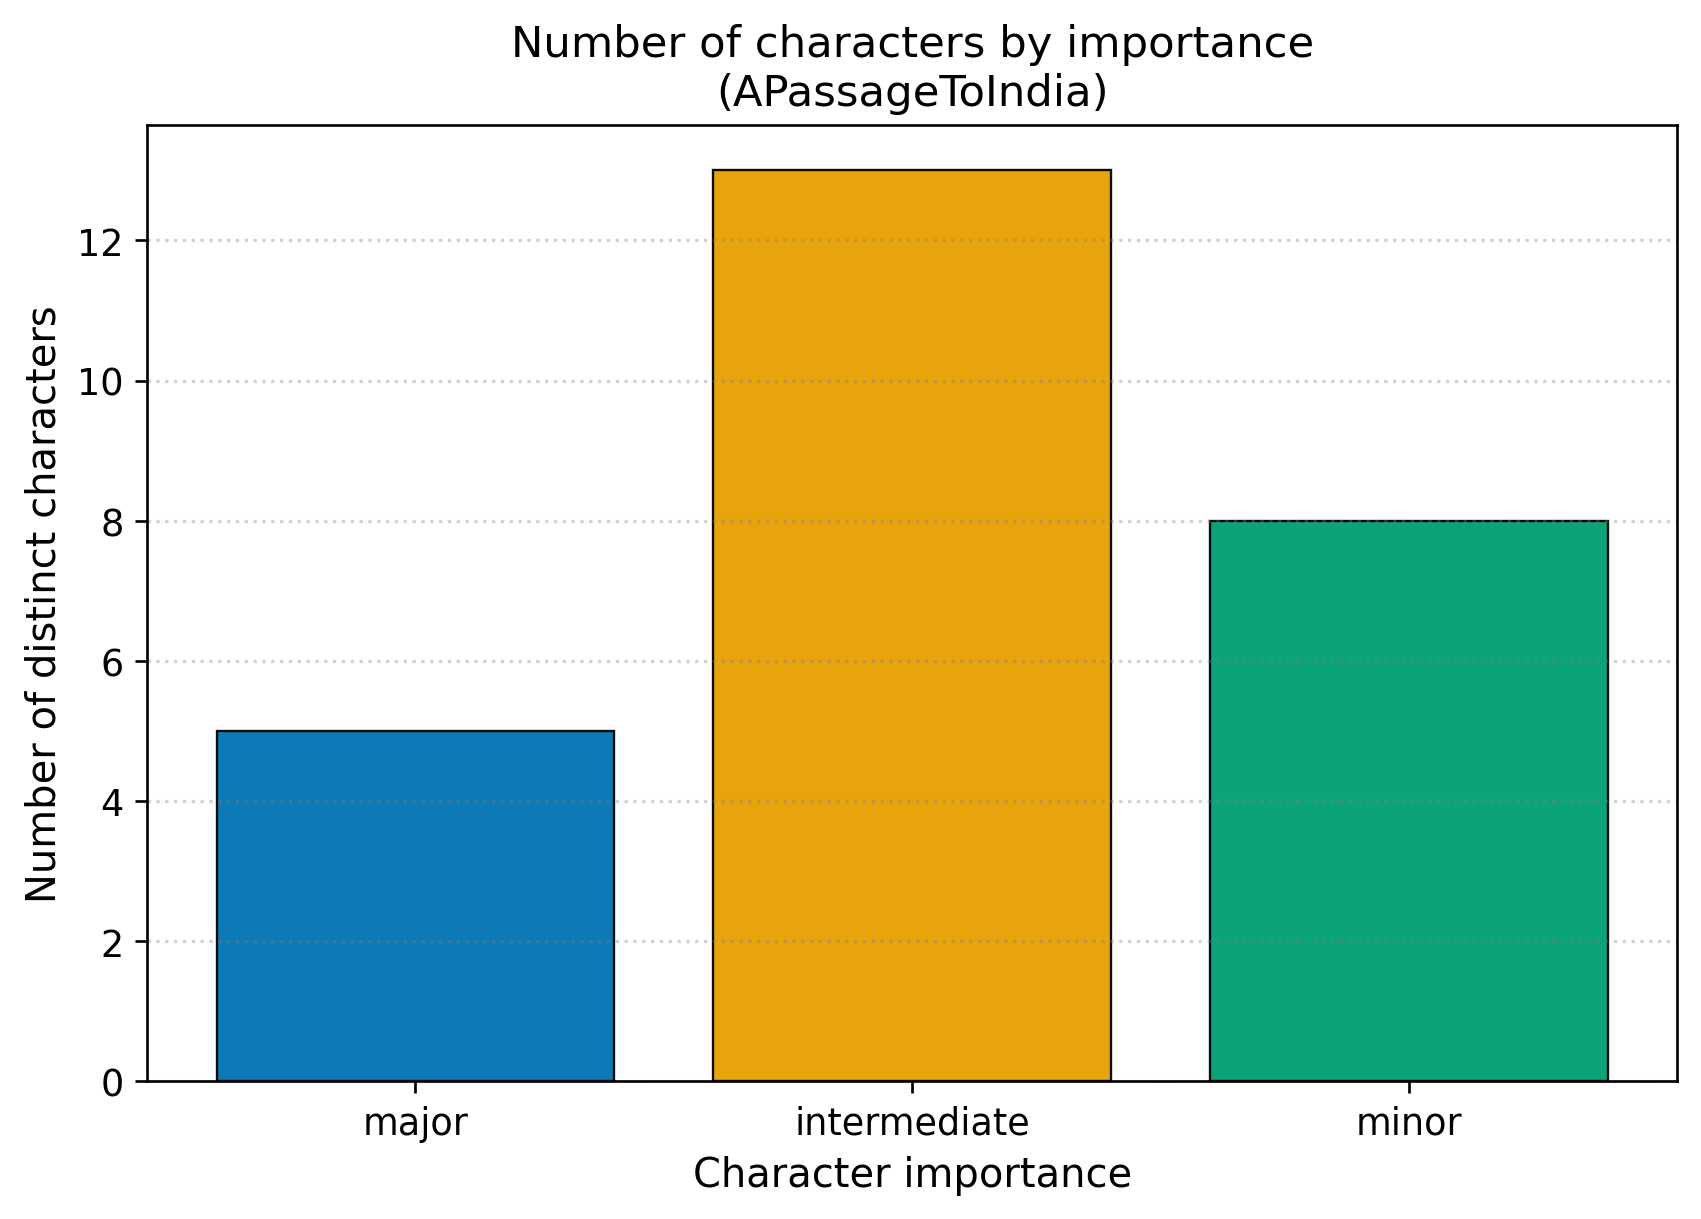 Number of characters by importance
(APassageToIndia)
Number of distinct characters
12
10
8
6
4
2
0
major
intermediate
minor
Character importance